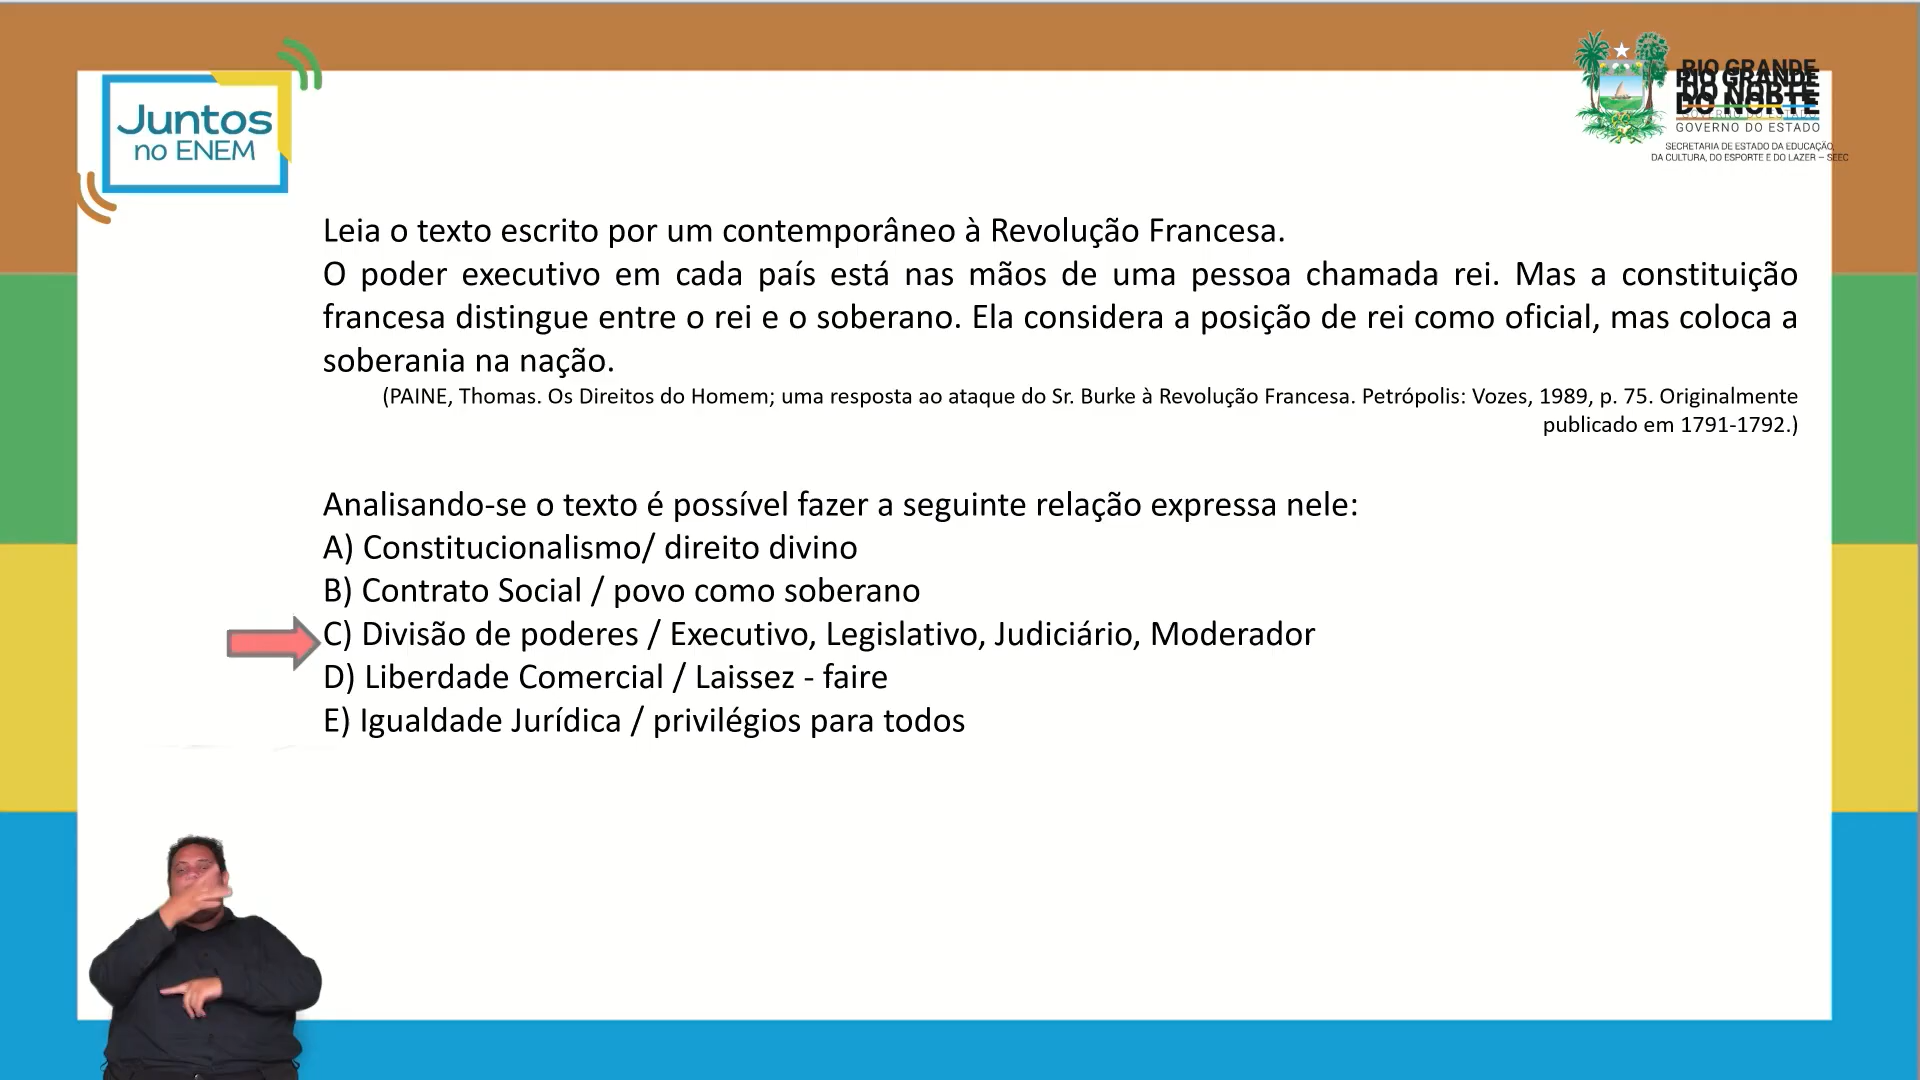 Juntos
no ENEM
RIO GRANDE
DO NORTE
GOVERNO DO ESTADO
SECRETARIA DE ESTADO DA EDUCAÇÃO,
DA CULTURA, DO ESPORTE E DO LAZER – SEEC
Leia o texto escrito por um contemporâneo à Revolução Francesa.
O poder executivo em cada país está nas mãos de uma pessoa chamada rei. Mas a constituição
francesa distingue entre o rei e o soberano. Ela considera a posição de rei como oficial, mas coloca a
soberania na nação.
(PAINE, Thomas. Os Direitos do Homem; uma resposta ao ataque do Sr. Burke à Revolução Francesa. Petrópolis: Vozes, 1989, p. 75. Originalmente
publicado em 1791-1792.)
Analisando-se o texto é possível fazer a seguinte relação expressa nele:
A) Constitucionalismo/ direito divino
B) Contrato Social / povo como soberano
C) Divisão de poderes / Executivo, Legislativo, Judiciário, Moderador
D) Liberdade Comercial / Laissez - faire
E) Igualdade Jurídica / privilégios para todos